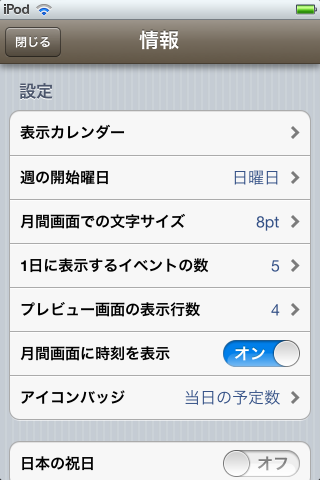 iPod
閉じる
情報
設定
表示カレンダー
週の開始曜日 日曜日
月間画面での文字サイズ 8pt
1日に表示するイベントの数 5
プレビュー画面の表示行数 4
月間画面に時刻を表示 オン
アイコンバッジ 当日の予定数
日本の祝日 オフ